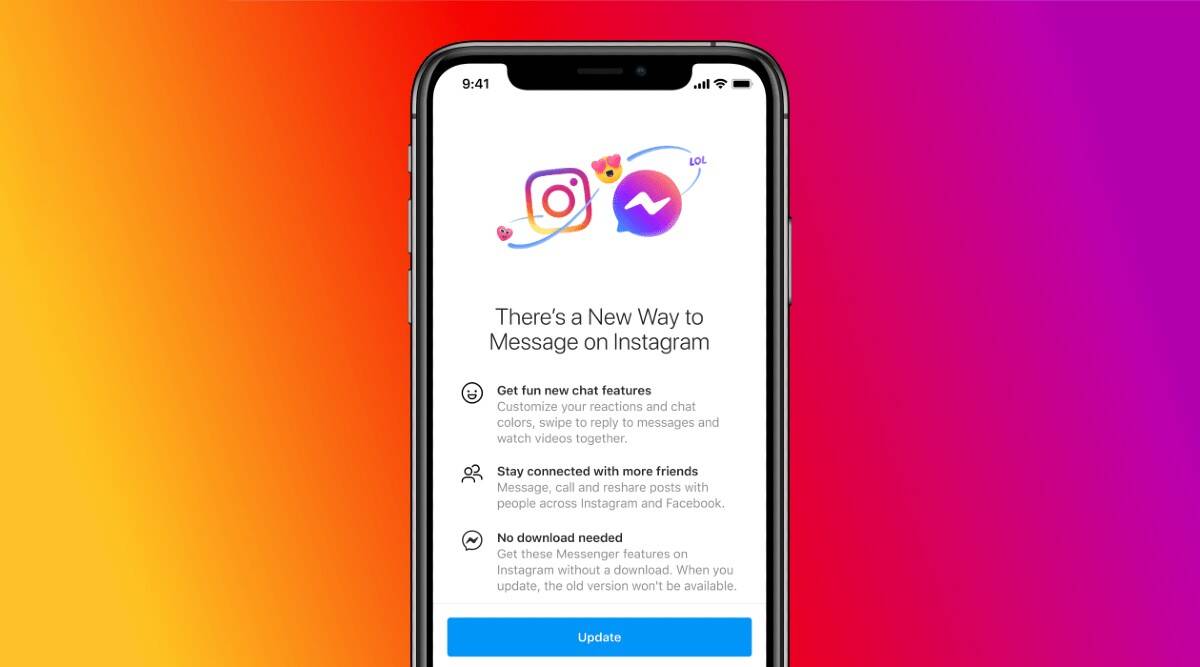 9:41
LOL
There's a New Way to
Message on Instagram
Get fun new chat features
Customize your reactions and chat
colors, swipe to reply to messages and
watch videos together.
Stay connected with more friends
Message, call and reshare posts with
people across Instagram and Facebook.
No download needed
Get these Messenger features on
Instagram without a download. When you
update, the old version won't be available.
Update